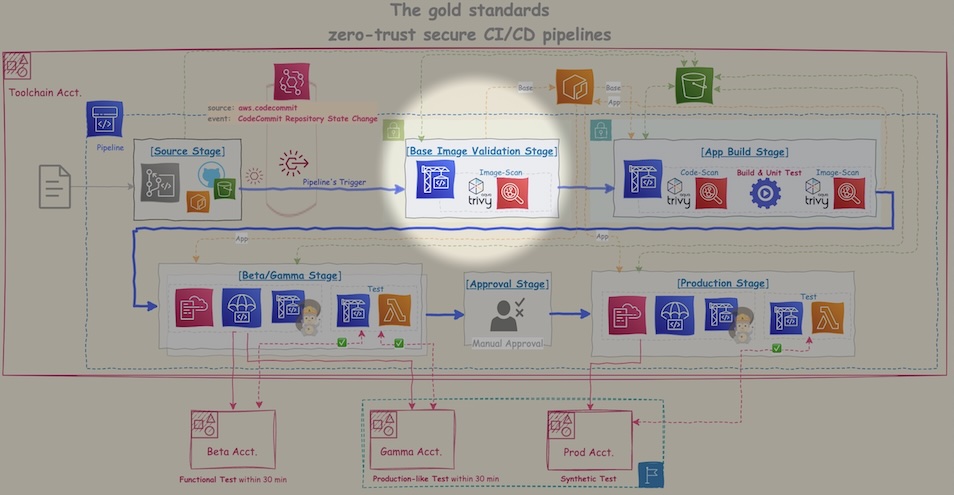 The gold standards
zero-trust secure CI/CD pipelines
Toolchain Acct.
source: aws.codecommit
event: CodeCommit Repository State Change
Base
Base
App
Pipeline
[Source Stage]
Pipeline's Trigger
[Base Image Validation Stage]
Image-Scan
aqua
trivy
[App Build Stage]
Code-Scan
Build & Unit Test
Image-Scan
aqua
trivy
aqua
trivy
App
App
[Beta/Gamma Stage]
Test
[Approval Stage]
Manual Approval
[Production Stage]
Test
Beta Acct.
Gamma Acct.
Prod Acct.
Functional Test within 30 min
Production-like Test within 30 min
Synthetic Test